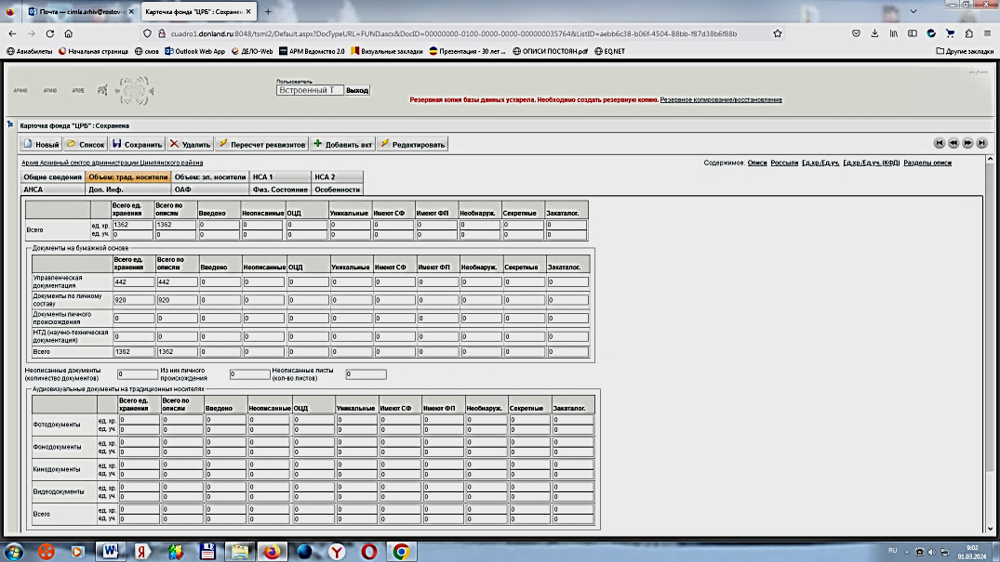 Почта — cimla.arhiv@rostov-
Карточка фонда "ЦРБ" : Сохранен
cuadro1.donland.ru:8048/tsml2/Default.aspx?DocTypeURL=FUND.ascx&DocID=00000000-0100-0000-0000-000000035764&ListID=aebb6c38-b06f-4504-88bb-f87d38b6f88b
Авиабилеты Начальная страница смэв Outlook Web App ДЕЛО-Web АРМ Ведомство 2.0 Визуальные закладки Презентация - 30 лет ... ОПИСИ ПОСТОЯН.pdf EQ.NET Другие закладки
Пользователь
Встроенный Т Выход
Резервная копия базы данных устарела. Необходимо создать резервную копию. Резервное копирование/восстановление
Карточка фонда "ЦРБ" : Сохранена
Новый Список Сохранить Удалить Пересчет реквизитов Добавить акт Редактировать
Архив Архивный сектор администрации Цимлянского района
Содержимое: Описи Россыпи Ед.хр/Ед.уч. Ед.хр/Ед.уч. (КФД) Разделы описи
Общие сведения Объем: трад. носители Объем: эл. носители НСА 1 НСА 2
АНСА Доп. Инф. ОАФ Физ. Состояние Особенности
Всего ед. хранения Всего по описям Введено Неописанные ОЦД Уникальные Имеют СФ Имеют ФП Необнаруж. Секретные Закаталог.
Всего ед. хр. 1362 1362 0 0 0 0 0 0 0 0 0
ед. уч. 0 0 0 0 0 0 0 0 0 0 0
Документы на бумажной основе
Всего ед. хранения Всего по описям Введено Неописанные ОЦД Уникальные Имеют СФ Имеют ФП Необнаруж. Секретные Закаталог.
Управленческая документация 442 442 0 0 0 0 0 0 0 0 0
Документы по личному составу 920 920 0 0 0 0 0 0 0 0 0
Документы личного происхождения 0 0 0 0 0 0 0 0 0 0 0
НТД (научно-техническая документация) 0 0 0 0 0 0 0 0 0 0 0
Всего 1362 1362 0 0 0 0 0 0 0 0 0
Неописанные документы (количество документов) 0 Из них личного происхождения 0 Неописанные листы (кол-во листов) 0
Аудиовизуальные документы на традиционных носителях
Всего ед. хранения Всего по описям Введено Неописанные ОЦД Уникальные Имеют СФ Имеют ФП Необнаруж. Секретные Закаталог.
Фотодокументы ед. хр. 0 0 0 0 0 0 0 0 0 0 0
ед. уч. 0 0 0 0 0 0 0 0 0 0 0
Фонодокументы ед. хр. 0 0 0 0 0 0 0 0 0 0 0
ед. уч. 0 0 0 0 0 0 0 0 0 0 0
Кинодокументы ед. хр. 0 0 0 0 0 0 0 0 0 0 0
ед. уч. 0 0 0 0 0 0 0 0 0 0 0
Видеодокументы ед. хр. 0 0 0 0 0 0 0 0 0 0 0
ед. уч. 0 0 0 0 0 0 0 0 0 0 0
Всего ед. хр. 0 0 0 0 0 0 0 0 0 0 0
ед. уч. 0 0 0 0 0 0 0 0 0 0 0
RU 9:02
01.03.2024